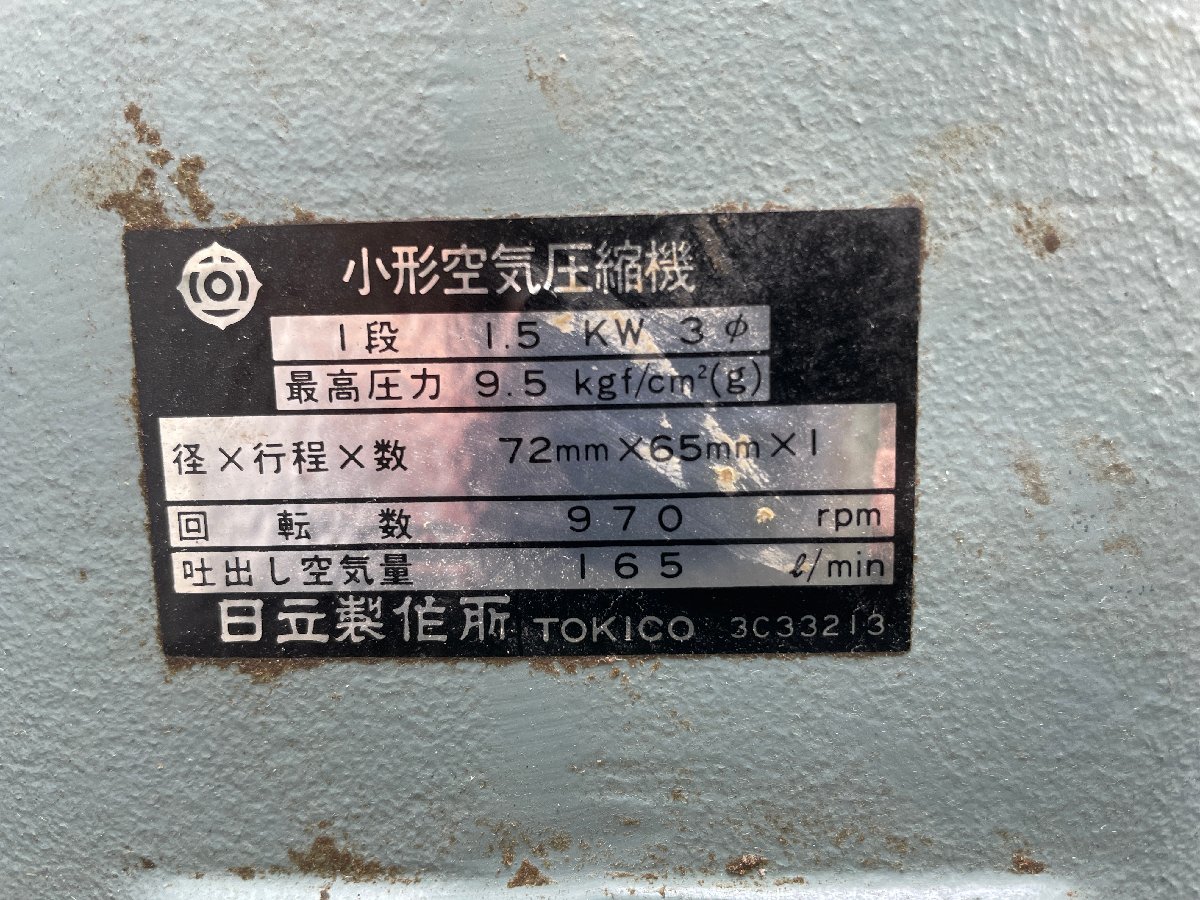 小形空気圧縮機
1段 1.5 KW 3φ
最高圧力 9.5 kgf/cm²(g)
径×行程×数 72mm×65mm×1
回転数 970 rpm
吐出し空気量 165 ℓ/min
日立製作所 TOKICO 3C33213